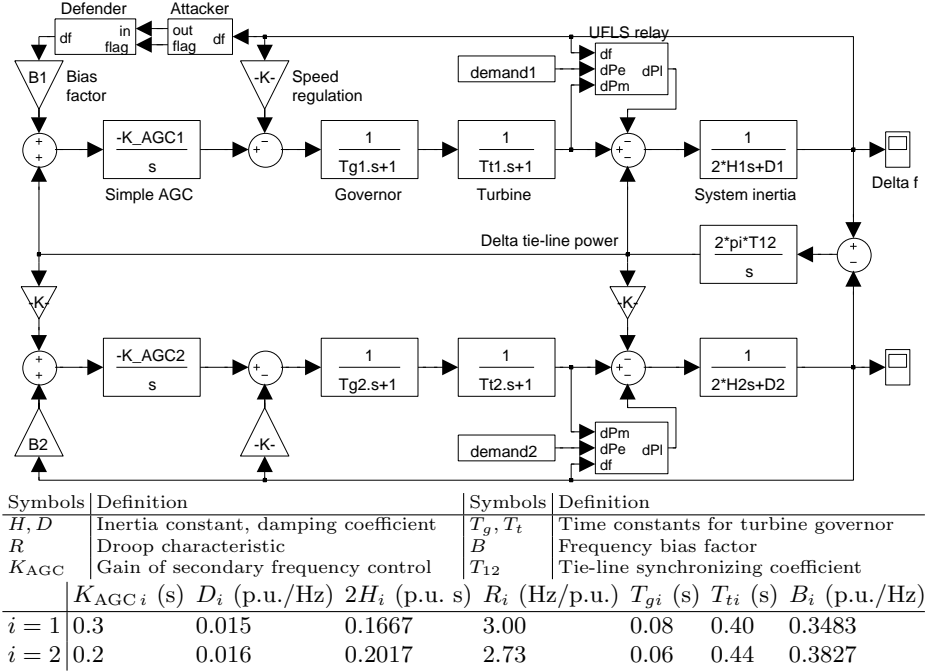 Defender
Attacker
df
in
flag
out
flag
df
UFLS relay
df
dPe
dPm
dPl
demand1
B1
Bias
factor
-K-
Speed
regulation
+
+
-K_AGC1
s
Simple AGC
+
−
1
Tg1.s+1
Governor
1
Tt1.s+1
Turbine
+
−
−
1
2*H1s+D1
System inertia
Delta f
Delta tie-line power
2*pi*T12
s
+
−
-K-
-K-
+
+
-K_AGC2
s
+
−
1
Tg2.s+1
1
Tt2.s+1
+
−
−
1
2*H2s+D2
B2
-K-
demand2
dPm
dPe
df
dPl
Symbols Definition Symbols Definition
H, D Inertia constant, damping coefficient T_g, T_t Time constants for turbine governor
R Droop characteristic B Frequency bias factor
K_AGC Gain of secondary frequency control T_12 Tie-line synchronizing coefficient
K_AGC i (s) D_i (p.u./Hz) 2H_i (p.u. s) R_i (Hz/p.u.) T_gi (s) T_ti (s) B_i (p.u./Hz)
i = 1 0.3 0.015 0.1667 3.00 0.08 0.40 0.3483
i = 2 0.2 0.016 0.2017 2.73 0.06 0.44 0.3827